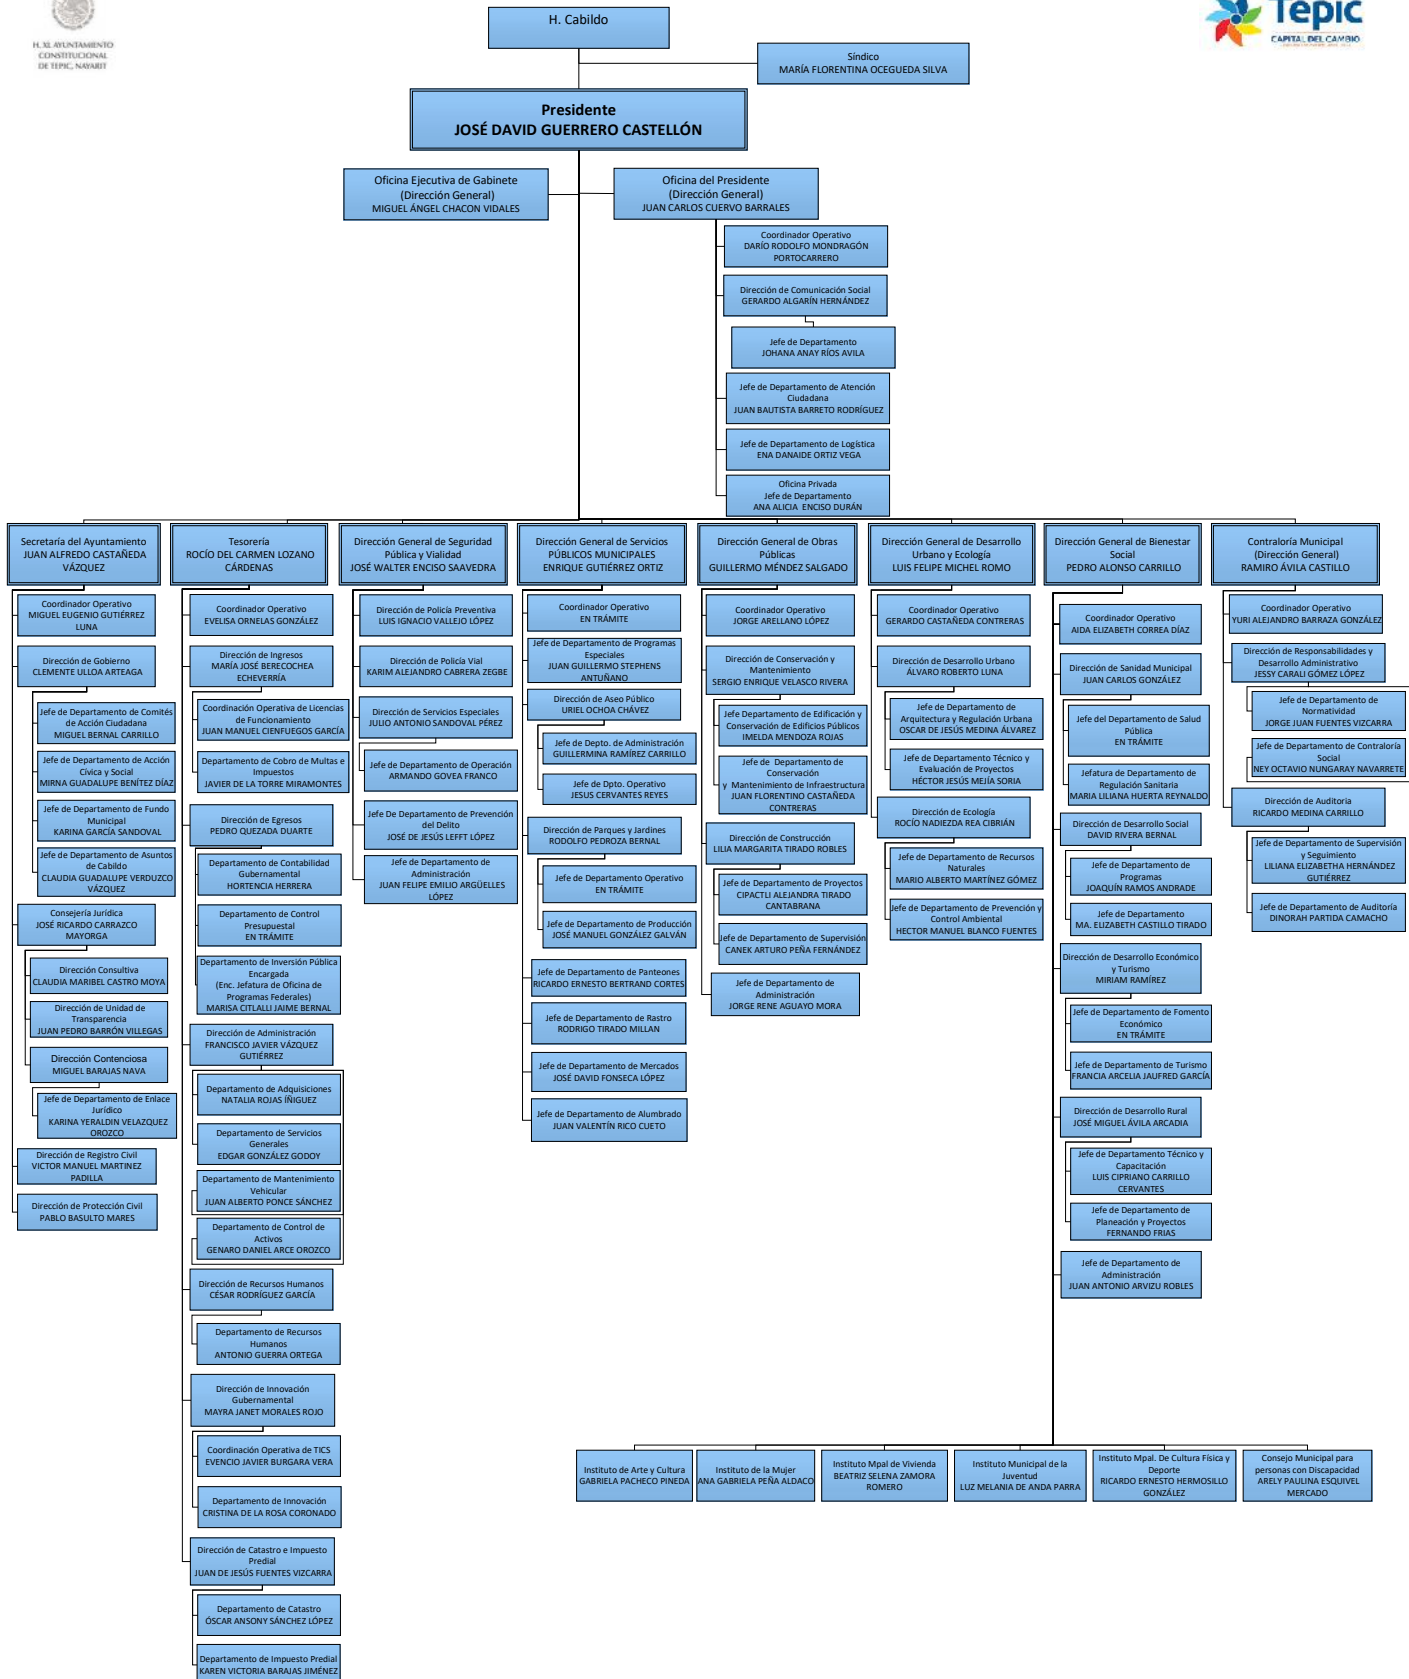 H. XL AYUNTAMIENTO
CONSTITUCIONAL
DE TEPIC, NAYARIT
Tepic
CAPITAL DEL CAMBIO
H. Cabildo
Síndico
MARÍA FLORENTINA OCEGUEDA SILVA
Presidente
JOSÉ DAVID GUERRERO CASTELLÓN
Oficina Ejecutiva de Gabinete
(Dirección General)
MIGUEL ÁNGEL CHACON VIDALES
Oficina del Presidente
(Dirección General)
JUAN CARLOS CUERVO BARRALES
Coordinador Operativo
DARÍO RODOLFO MONDRAGÓN
PORTOCARRERO
Dirección de Comunicación Social
GERARDO ALGARÍN HERNÁNDEZ
Jefe de Departamento
JOHANA ANAY RÍOS AVILA
Jefe de Departamento de Atención
Ciudadana
JUAN BAUTISTA BARRETO RODRÍGUEZ
Jefe de Departamento de Logística
ENA DANAIDE ORTIZ VEGA
Oficina Privada
Jefe de Departamento
ANA ALICIA ENCISO DURÁN
Secretaría del Ayuntamiento
JUAN ALFREDO CASTAÑEDA
VÁZQUEZ
Coordinador Operativo
MIGUEL EUGENIO GUTIÉRREZ
LUNA
Dirección de Gobierno
CLEMENTE ULLOA ARTEAGA
Jefe de Departamento de Comités
de Acción Ciudadana
MIGUEL BERNAL CARRILLO
Jefe de Departamento de Acción
Cívica y Social
MIRNA GUADALUPE BENÍTEZ DÍAZ
Jefe de Departamento de Fundo
Municipal
KARINA GARCÍA SANDOVAL
Jefe de Departamento de Asuntos
de Cabildo
CLAUDIA GUADALUPE VERDUZCO
VÁZQUEZ
Consejería Jurídica
JOSÉ RICARDO CARRAZCO
MAYORGA
Dirección Consultiva
CLAUDIA MARIBEL CASTRO MOYA
Dirección de Unidad de
Transparencia
JUAN PEDRO BARRÓN VILLEGAS
Dirección Contenciosa
MIGUEL BARAJAS NAVA
Jefe de Departamento de Enlace
Jurídico
KARINA YERALDIN VELAZQUEZ
OROZCO
Dirección de Registro Civil
VICTOR MANUEL MARTINEZ
PADILLA
Dirección de Protección Civil
PABLO BASULTO MARES
Tesorería
ROCÍO DEL CARMEN LOZANO
CÁRDENAS
Coordinador Operativo
EVELISA ORNELAS GONZÁLEZ
Dirección de Ingresos
MARÍA JOSÉ BERECOCHEA
ECHEVERRÍA
Coordinación Operativa de Licencias
de Funcionamiento
JUAN MANUEL CIENFUEGOS GARCÍA
Departamento de Cobro de Multas e
Impuestos
JAVIER DE LA TORRE MIRAMONTES
Dirección de Egresos
PEDRO QUEZADA DUARTE
Departamento de Contabilidad
Gubernamental
HORTENCIA HERRERA
Departamento de Control
Presupuestal
EN TRÁMITE
Departamento de Inversión Pública
Encargada
(Enc. Jefatura de Oficina de
Programas Federales)
MARISA CITLALLI JAIME BERNAL
Dirección de Administración
FRANCISCO JAVIER VÁZQUEZ
GUTIÉRREZ
Departamento de Adquisiciones
NATALIA ROJAS ÍÑIGUEZ
Departamento de Servicios
Generales
EDGAR GONZÁLEZ GODOY
Departamento de Mantenimiento
Vehicular
JUAN ALBERTO PONCE SÁNCHEZ
Departamento de Control de
Activos
GENARO DANIEL ARCE OROZCO
Dirección de Recursos Humanos
CÉSAR RODRÍGUEZ GARCÍA
Departamento de Recursos
Humanos
ANTONIO GUERRA ORTEGA
Dirección de Innovación
Gubernamental
MAYRA JANET MORALES ROJO
Coordinación Operativa de TICS
EVENCIO JAVIER BURGARA VERA
Departamento de Innovación
CRISTINA DE LA ROSA CORONADO
Dirección de Catastro e Impuesto
Predial
JUAN DE JESÚS FUENTES VIZCARRA
Departamento de Catastro
ÓSCAR ANSONY SÁNCHEZ LÓPEZ
Departamento de Impuesto Predial
KAREN VICTORIA BARAJAS JIMÉNEZ
Dirección General de Seguridad
Pública y Vialidad
JOSÉ WALTER ENCISO SAAVEDRA
Dirección de Policía Preventiva
LUIS IGNACIO VALLEJO LÓPEZ
Dirección de Policía Vial
KARIM ALEJANDRO CABRERA ZEGBE
Dirección de Servicios Especiales
JULIO ANTONIO SANDOVAL PÉREZ
Jefe de Departamento de Operación
ARMANDO GOVEA FRANCO
Jefe De Departamento de Prevención
del Delito
JOSÉ DE JESÚS LEFFT LÓPEZ
Jefe de Departamento de
Administración
JUAN FELIPE EMILIO ARGÜELLES
LÓPEZ
Dirección General de Servicios
PÚBLICOS MUNICIPALES
ENRIQUE GUTIÉRREZ ORTIZ
Coordinador Operativo
EN TRÁMITE
Jefe de Departamento de Programas
Especiales
JUAN GUILLERMO STEPHENS
ANTUÑANO
Dirección de Aseo Público
URIEL OCHOA CHÁVEZ
Jefe de Depto. de Administración
GUILLERMINA RAMÍREZ CARRILLO
Jefe de Dpto. Operativo
JESUS CERVANTES REYES
Dirección de Parques y Jardines
RODOLFO PEDROZA BERNAL
Jefe de Departamento Operativo
EN TRÁMITE
Jefe de Departamento de Producción
JOSÉ MANUEL GONZÁLEZ GALVÁN
Jefe de Departamento de Panteones
RICARDO ERNESTO BERTRAND CORTES
Jefe de Departamento de Rastro
RODRIGO TIRADO MILLAN
Jefe de Departamento de Mercados
JOSÉ DAVID FONSECA LÓPEZ
Jefe de Departamento de Alumbrado
JUAN VALENTÍN RICO CUETO
Dirección General de Obras
Públicas
GUILLERMO MÉNDEZ SALGADO
Coordinador Operativo
JORGE ARELLANO LÓPEZ
Dirección de Conservación y
Mantenimiento
SERGIO ENRIQUE VELASCO RIVERA
Jefe Departamento de Edificación y
Conservación de Edificios Públicos
IMELDA MENDOZA ROJAS
Jefe de Departamento de
Conservación
y Mantenimiento de Infraestructura
JUAN FLORENTINO CASTAÑEDA
CONTRERAS
Dirección de Construcción
LILIA MARGARITA TIRADO ROBLES
Jefe de Departamento de Proyectos
CIPACTLI ALEJANDRA TIRADO
CANTABRANA
Jefe de Departamento de Supervisión
CANEK ARTURO PEÑA FERNÁNDEZ
Jefe de Departamento de
Administración
JORGE RENE AGUAYO MORA
Dirección General de Desarrollo
Urbano y Ecología
LUIS FELIPE MICHEL ROMO
Coordinador Operativo
GERARDO CASTAÑEDA CONTRERAS
Dirección de Desarrollo Urbano
ÁLVARO ROBERTO LUNA
Jefe de Departamento de
Arquitectura y Regulación Urbana
OSCAR DE JESÚS MEDINA ÁLVAREZ
Jefe de Departamento Técnico y
Evaluación de Proyectos
HÉCTOR JESÚS MEJÍA SORIA
Dirección de Ecología
ROCÍO NADIEZDA REA CIBRIÁN
Jefe de Departamento de Recursos
Naturales
MARIO ALBERTO MARTÍNEZ GÓMEZ
Jefe de Departamento de Prevención y
Control Ambiental
HECTOR MANUEL BLANCO FUENTES
Dirección General de Bienestar
Social
PEDRO ALONSO CARRILLO
Coordinador Operativo
AIDA ELIZABETH CORREA DÍAZ
Dirección de Sanidad Municipal
JUAN CARLOS GONZÁLEZ
Jefe del Departamento de Salud
Pública
EN TRÁMITE
Jefatura de Departamento de
Regulación Sanitaria
MARIA LILIANA HUERTA REYNALDO
Dirección de Desarrollo Social
DAVID RIVERA BERNAL
Jefe de Departamento de
Programas
JOAQUÍN RAMOS ANDRADE
Jefe de Departamento
MA. ELIZABETH CASTILLO TIRADO
Dirección de Desarrollo Económico
y Turismo
MIRIAM RAMÍREZ
Jefe de Departamento de Fomento
Económico
EN TRÁMITE
Jefe de Departamento de Turismo
FRANCIA ARCELIA JAUFRED GARCÍA
Dirección de Desarrollo Rural
JOSÉ MIGUEL ÁVILA ARCADIA
Jefe de Departamento Técnico y
Capacitación
LUIS CIPRIANO CARRILLO
CERVANTES
Jefe de Departamento de
Planeación y Proyectos
FERNANDO FRIAS
Jefe de Departamento de
Administración
JUAN ANTONIO ARVIZU ROBLES
Contraloría Municipal
(Dirección General)
RAMIRO ÁVILA CASTILLO
Coordinador Operativo
YURI ALEJANDRO BARRAZA GONZÁLEZ
Dirección de Responsabilidades y
Desarrollo Administrativo
JESSY CARALI GÓMEZ LÓPEZ
Jefe de Departamento de
Normatividad
JORGE JUAN FUENTES VIZCARRA
Jefe de Departamento de Contraloría
Social
NEY OCTAVIO NUNGARAY NAVARRETE
Dirección de Auditoria
RICARDO MEDINA CARRILLO
Jefe de Departamento de Supervisión
y Seguimiento
LILIANA ELIZABETHA HERNÁNDEZ
GUTIÉRREZ
Jefe de Departamento de Auditoría
DINORAH PARTIDA CAMACHO
Instituto de Arte y Cultura
GABRIELA PACHECO PINEDA
Instituto de la Mujer
ANA GABRIELA PEÑA ALDACO
Instituto Mpal de Vivienda
BEATRIZ SELENA ZAMORA
ROMERO
Instituto Municipal de la
Juventud
LUZ MELANIA DE ANDA PARRA
Instituto Mpal. De Cultura Física y
Deporte
RICARDO ERNESTO HERMOSILLO
GONZÁLEZ
Consejo Municipal para
personas con Discapacidad
ARELY PAULINA ESQUIVEL
MERCADO